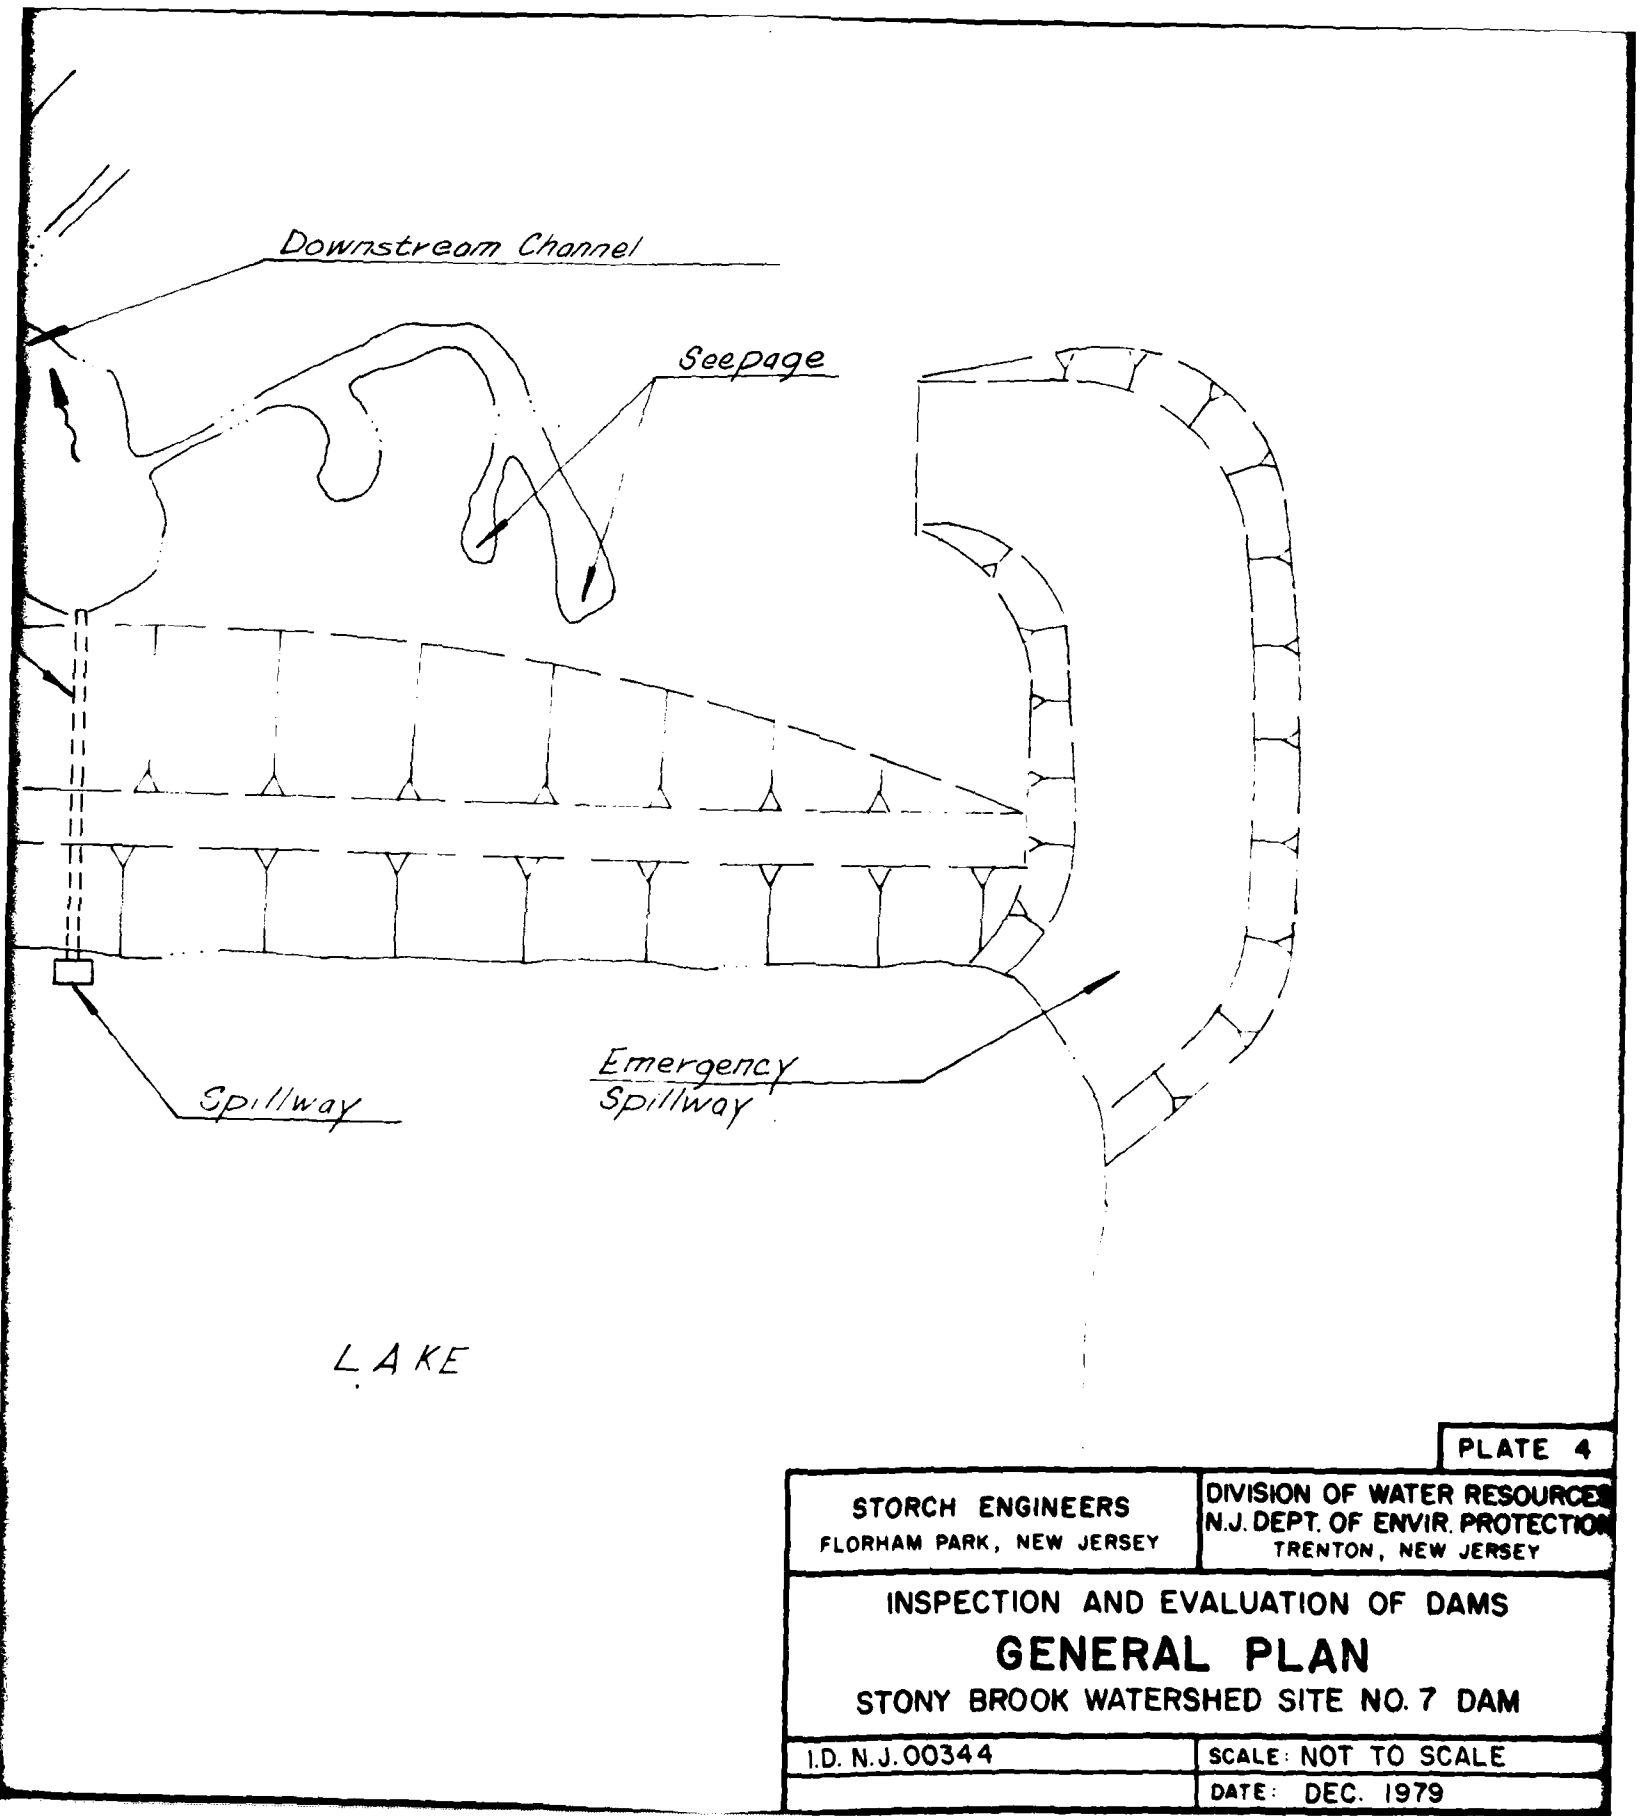 Downstream Channel
Seepage
Emergency
Spillway
Spillway
LAKE
PLATE 4
STORCH ENGINEERS
FLORHAM PARK, NEW JERSEY
DIVISION OF WATER RESOURCES
N.J. DEPT. OF ENVIR. PROTECTION
TRENTON, NEW JERSEY
INSPECTION AND EVALUATION OF DAMS
GENERAL PLAN
STONY BROOK WATERSHED SITE NO. 7 DAM
I.D. N.J. 00344
SCALE: NOT TO SCALE
DATE: DEC. 1979